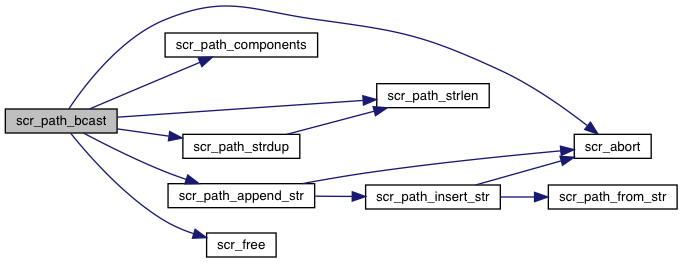 scr_path_components
scr_path_strlen
scr_path_bcast
scr_path_strdup
scr_abort
scr_path_append_str
scr_path_insert_str
scr_path_from_str
scr_free